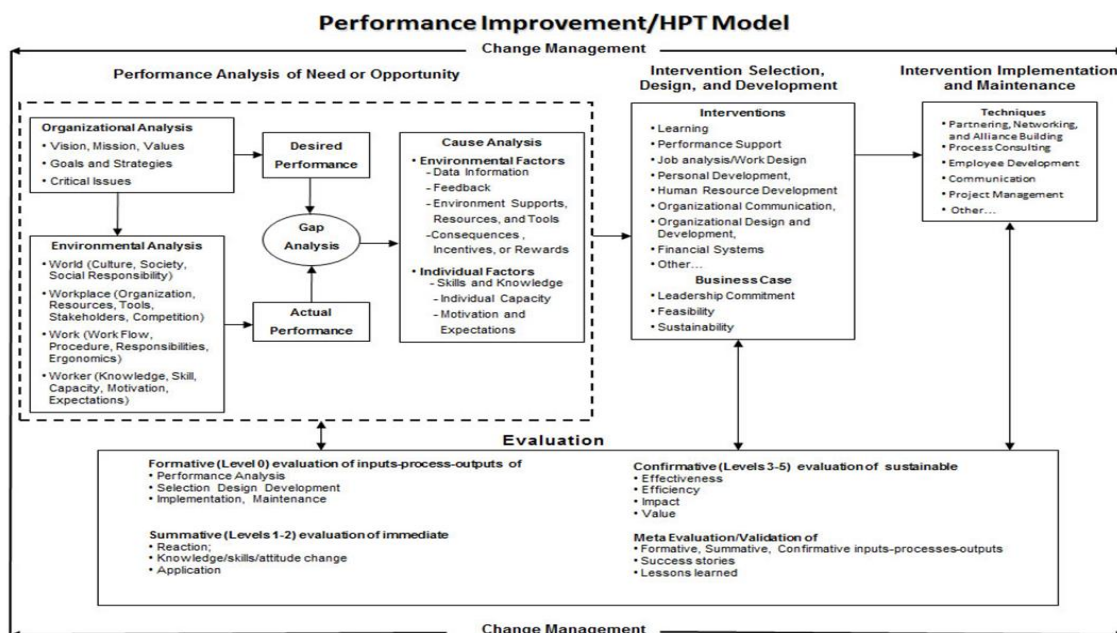 Performance Improvement/HPT Model
Change Management
Performance Analysis of Need or Opportunity
Organizational Analysis
• Vision, Mission, Values
• Goals and Strategies
• Critical Issues
Desired
Performance
Environmental Analysis
• World (Culture, Society,
Social Responsibility)
• Workplace (Organization,
Resources, Tools,
Stakeholders, Competition)
• Work (Work Flow,
Procedure, Responsibilities,
Ergonomics)
• Worker (Knowledge, Skill,
Capacity, Motivation,
Expectations)
Gap
Analysis
Actual
Performance
Cause Analysis
• Environmental Factors
– Data Information
– Feedback
– Environment Supports,
Resources, and Tools
– Consequences ,
Incentives, or Rewards
• Individual Factors
– Skills and Knowledge
– Individual Capacity
– Motivation and
Expectations
Intervention Selection,
Design, and Development
Interventions
• Learning
• Performance Support
• Job analysis/Work Design
• Personal Development,
• Human Resource Development
• Organizational Communication,
• Organizational Design and
Development,
• Financial Systems
• Other...
Business Case
• Leadership Commitment
• Feasibility
• Sustainability
Intervention Implementation
and Maintenance
Techniques
• Partnering, Networking,
and Alliance Building
• Process Consulting
• Employee Development
• Communication
• Project Management
• Other...
Evaluation
Formative (Level 0) evaluation of inputs-process-outputs of
• Performance Analysis
• Selection Design Development
• Implementation, Maintenance
Summative (Levels 1-2) evaluation of immediate
• Reaction;
• Knowledge/skills/attitude change
• Application
Confirmative (Levels 3-5) evaluation of sustainable
• Effectiveness
• Efficiency
• Impact
• Value
Meta Evaluation/Validation of
• Formative, Summative, Confirmative inputs-processes-outputs
• Success stories
• Lessons learned
Change Management